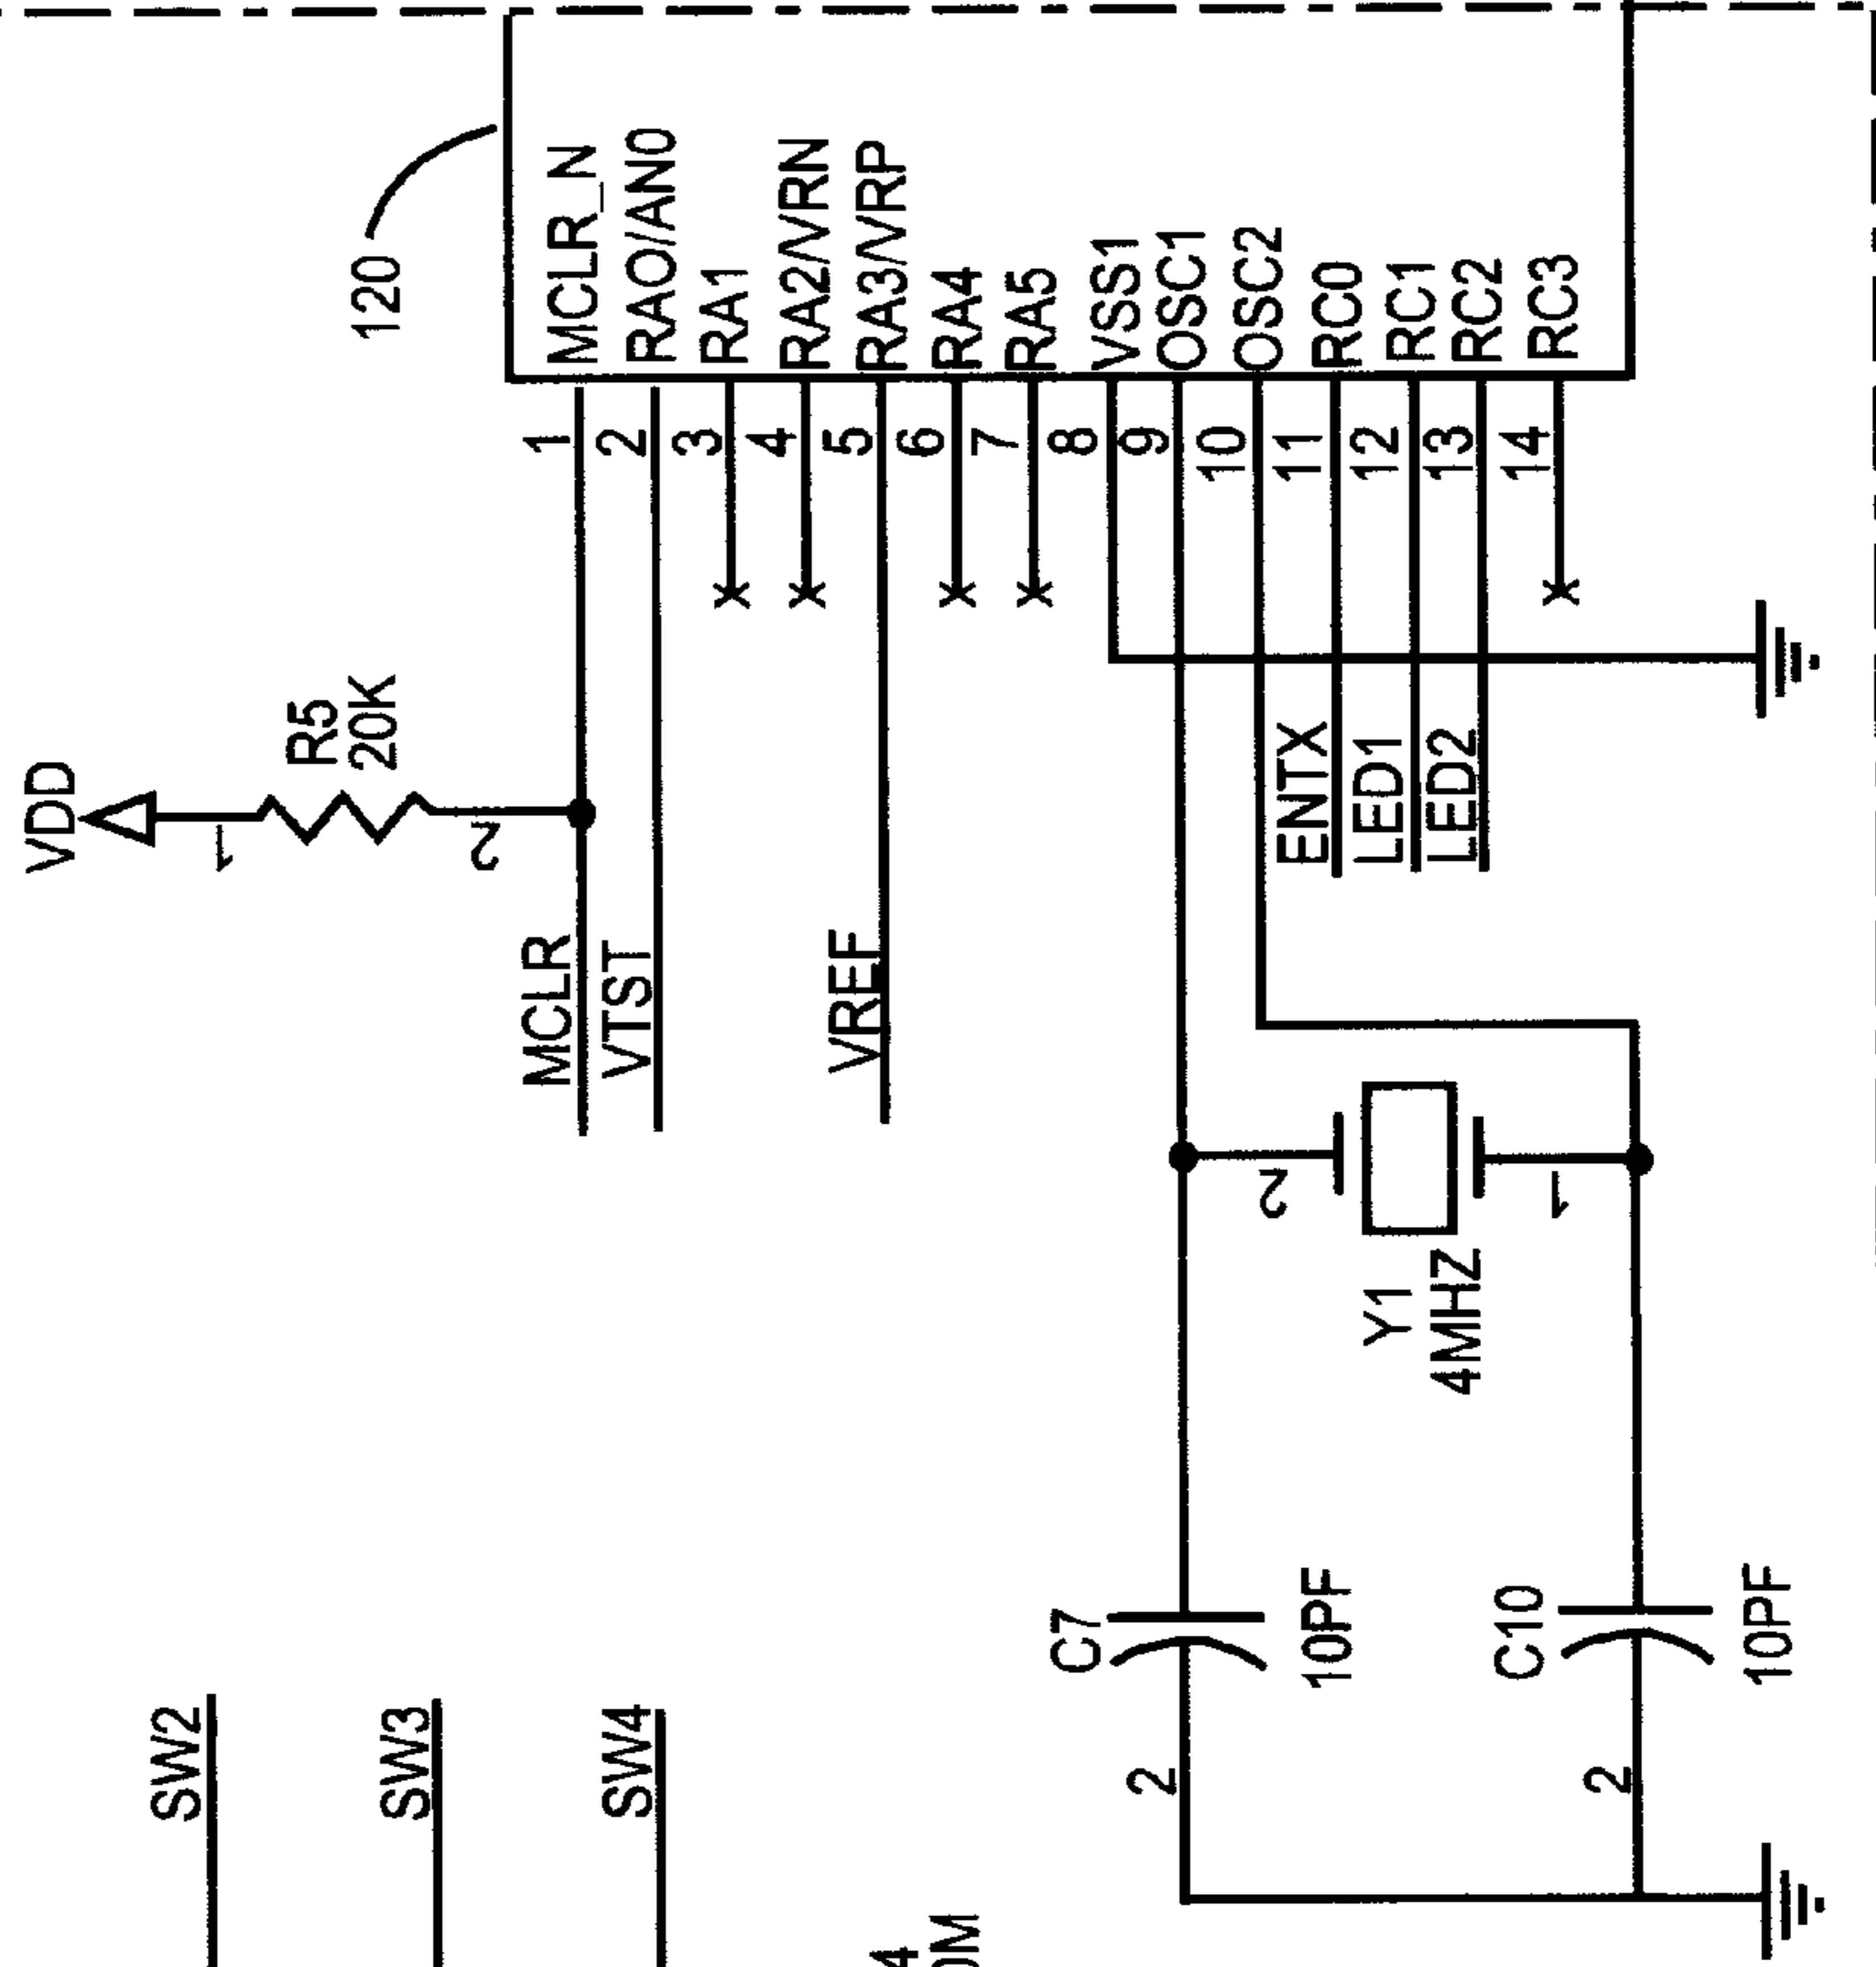 VDD
R5
20K
1
2
120
MCLR_N
RAO/AN0
RA1
RA2/VRN
RA3/VRP
RA4
RA5
VSS1
OSC1
OSC2
RC0
RC1
RC2
RC3
1
2
3
4
5
6
7
8
9
10
11
12
13
14
MCLR
VTST
VREF
ENTX
LED1
LED2
2
1
Y1
4MHZ
C7
10PF
2
C10
10PF
2
SW2
SW3
SW4